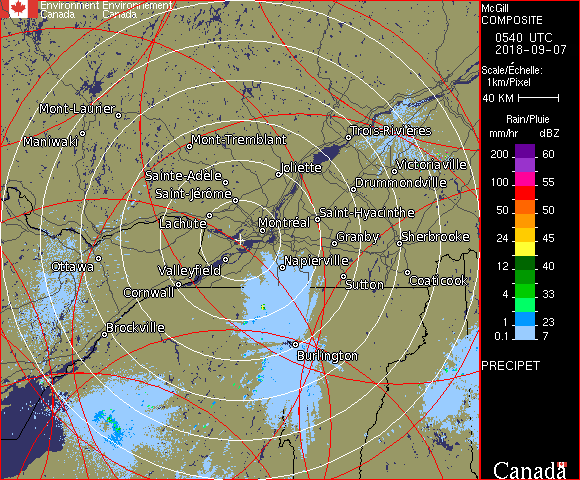 Environment Environnement
Canada Canada
McGill
COMPOSITE
0540 UTC
2018-09-07
Scale/Échelle:
1km/Pixel
40 KM
Rain/Pluie
mm/hr dBZ
200 60
100 55
50 50
24 45
12 40
4 33
1 23
0.1 7
PRECIPET
Canada
Mont-Laurier
Maniwaki
Mont-Tremblant
Trois-Rivières
Sainte-Adèle
Joliette
Victoriaville
Saint-Jérôme
Drummondville
Lachute
Montréal
Saint-Hyacinthe
Granby
Sherbrooke
Ottawa
Valleyfield
Napierville
Cornwall
Sutton
Coaticook
Brockville
Burlington